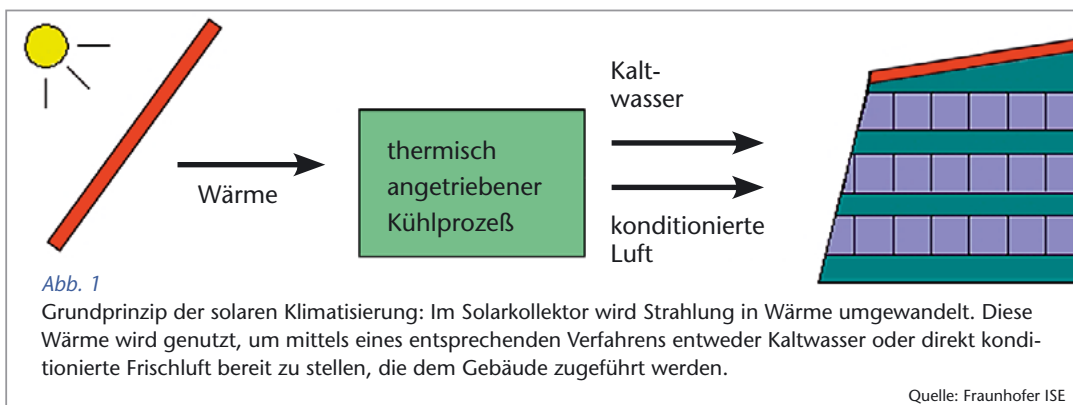 Kalt-
wasser
Wärme
thermisch
angetriebener
Kühlprozeß
konditionierte
Luft
Abb. 1
Grundprinzip der solaren Klimatisierung: Im Solarkollektor wird Strahlung in Wärme umgewandelt. Diese
Wärme wird genutzt, um mittels eines entsprechenden Verfahrens entweder Kaltwasser oder direkt kondi-
tionierte Frischluft bereit zu stellen, die dem Gebäude zugeführt werden.
Quelle: Fraunhofer ISE